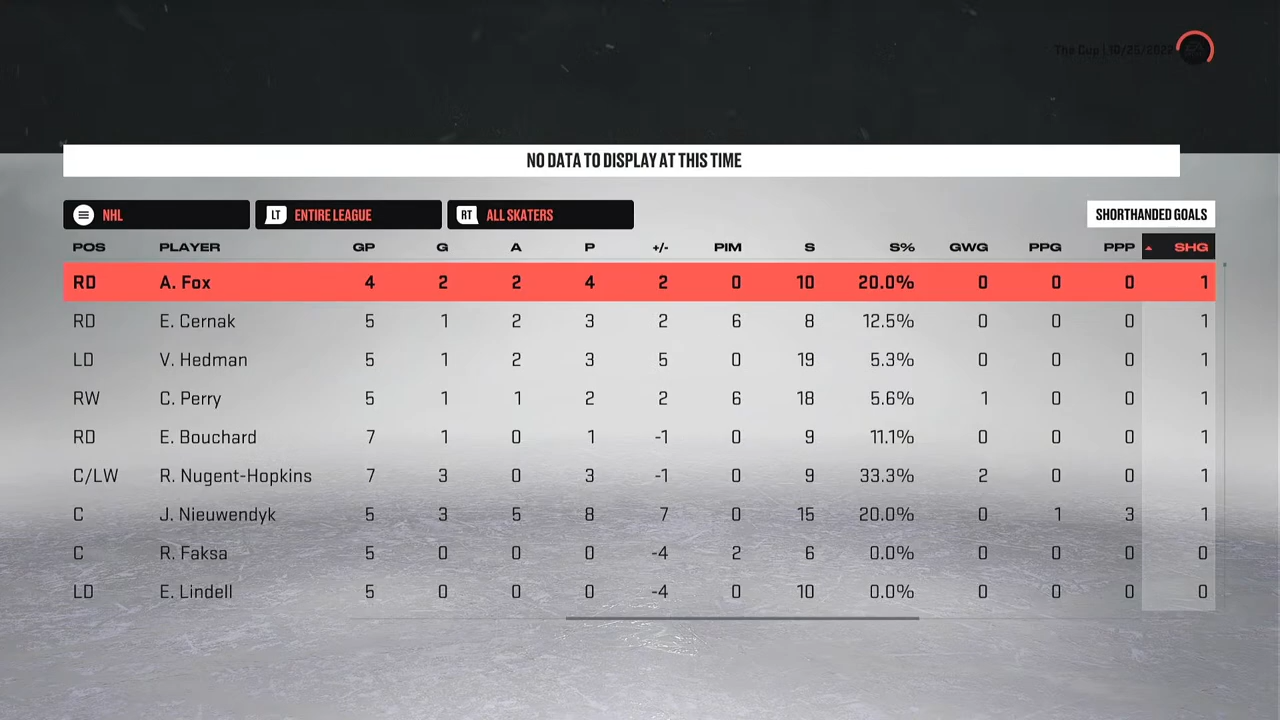 The Cup | 10/25/2022
NO DATA TO DISPLAY AT THIS TIME
NHL LT ENTIRE LEAGUE RT ALL SKATERS SHORTHANDED GOALS
POS PLAYER GP G A P +/- PIM S S% GWG PPG PPP SHG
RD A. Fox 4 2 2 4 2 0 10 20.0% 0 0 0 1
RD E. Cernak 5 1 2 3 2 6 8 12.5% 0 0 0 1
LD V. Hedman 5 1 2 3 5 0 19 5.3% 0 0 0 1
RW C. Perry 5 1 1 2 2 6 18 5.6% 1 0 0 1
RD E. Bouchard 7 1 0 1 -1 0 9 11.1% 0 0 0 1
C/LW R. Nugent-Hopkins 7 3 0 3 -1 0 9 33.3% 2 0 0 1
C J. Nieuwendyk 5 3 5 8 7 0 15 20.0% 0 1 3 1
C R. Faksa 5 0 0 0 -4 2 6 0.0% 0 0 0 0
LD E. Lindell 5 0 0 0 -4 0 10 0.0% 0 0 0 0